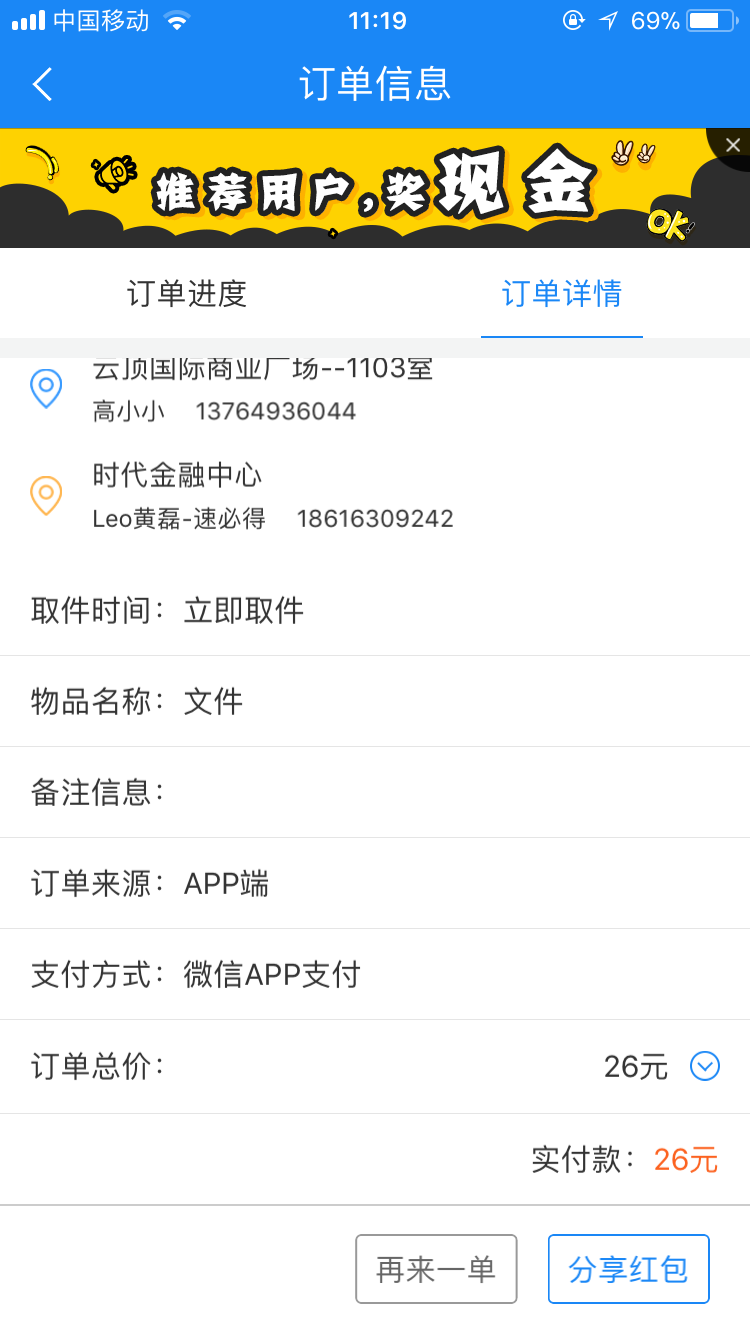 中国移动 11:19 69%
订单信息
推荐用户,奖现金
OK
订单进度 订单详情
云顶国际商业广场--1103室
高小小 13764936044
时代金融中心
Leo黄磊-速必得 18616309242
取件时间：立即取件
物品名称：文件
备注信息：
订单来源：APP端
支付方式：微信APP支付
订单总价： 26元
实付款：26元
再来一单 分享红包